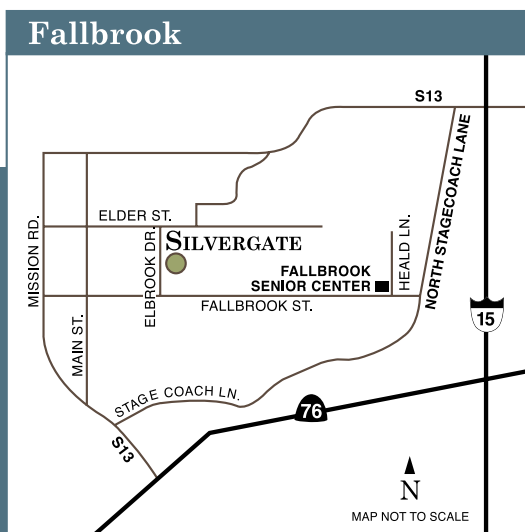 Fallbrook
S13
ELDER ST.
MISSION RD.
MAIN ST.
ELBROOK DR.
SILVERGATE
FALLBROOK
SENIOR CENTER
HEALD LN.
NORTH STAGECOACH LANE
FALLBROOK ST.
15
STAGE COACH LN.
76
S13
N
MAP NOT TO SCALE